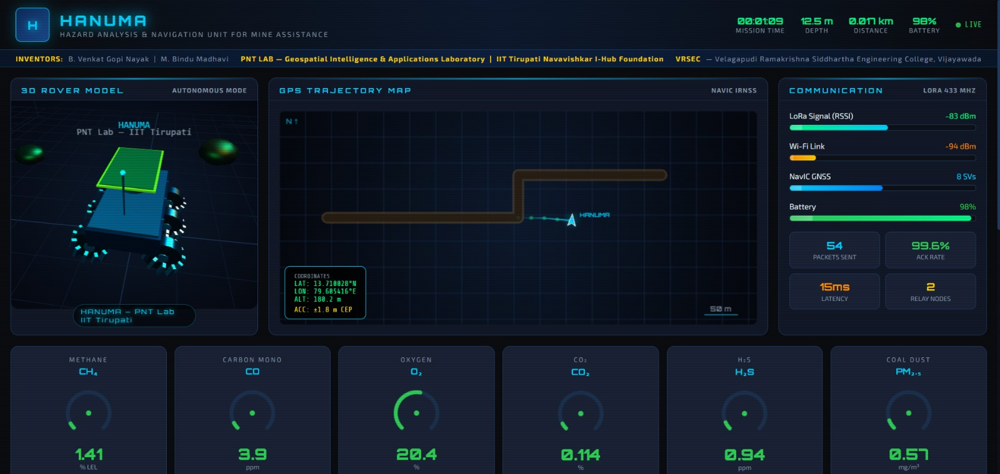 H
HANUMA
HAZARD ANALYSIS & NAVIGATION UNIT FOR MINE ASSISTANCE
00:01:09
MISSION TIME
12.5 m
DEPTH
0.017 km
DISTANCE
98%
BATTERY
LIVE
INVENTORS: B. Venkat Gopi Nayak | M. Bindu Madhavi PNT LAB — Geospatial Intelligence & Applications Laboratory | IIT Tirupati Navavishkar I-Hub Foundation VRSEC — Velagapudi Ramakrishna Siddhartha Engineering College, Vijayawada
3D ROVER MODEL
AUTONOMOUS MODE
HANUMA
PNT Lab — IIT Tirupati
HANUMA — PNT Lab
IIT Tirupati
GPS TRAJECTORY MAP
NAVIC IRNSS
N↑
HANUMA
COORDINATES
LAT: 13.710028°N
LON: 79.605416°E
ALT: 180.2 m
ACC: ±1.8 m CEP
50 m
COMMUNICATION
LORA 433 MHZ
LoRa Signal (RSSI)
-83 dBm
Wi-Fi Link
-94 dBm
NavIC GNSS
8 SVs
Battery
98%
54
PACKETS SENT
99.6%
ACK RATE
15ms
LATENCY
2
RELAY NODES
METHANE
CH₄
1.41
% LEL
CARBON MONO
CO
3.9
ppm
OXYGEN
O₂
20.4
%
CO₂
CO₂
0.114
%
H₂S
H₂S
0.94
ppm
COAL DUST
PM₂.₅
0.57
mg/m³